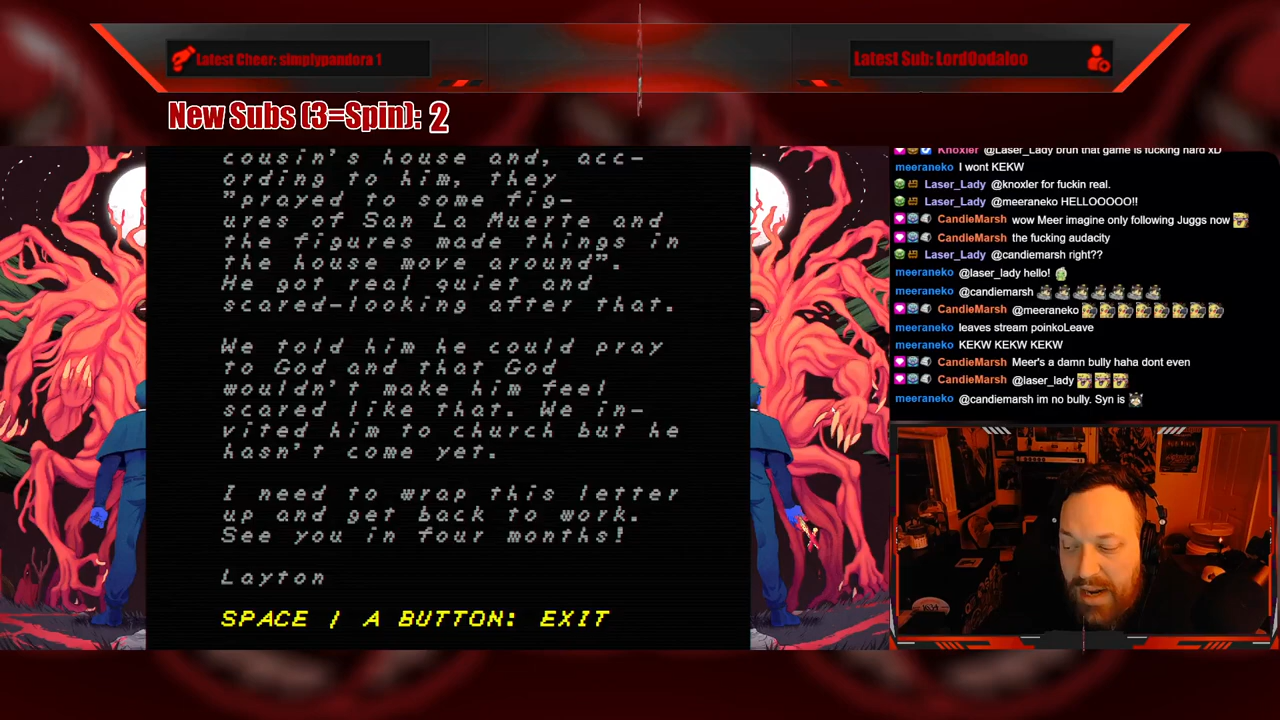 Latest Cheer: simplypandora 1
Latest Sub: LordOodaloo
New Subs (3=Spin): 2
cousin's house and, acc-
ording to him, they
"prayed to some fig-
ures of San La Muerte and
the figures made things in
the house move around".
He got real quiet and
scared-looking after that.
We told him he could pray
to God and that God
wouldn't make him feel
scared like that. We in-
vited him to church but he
hasn't come yet.
I need to wrap this letter
up and get back to work.
See you in four months!
Layton
SPACE / A BUTTON: EXIT
Knoxler @Laser_Lady bruh that game is fucking hard xD
meeraneko I wont KEKW
Laser_Lady @knoxler for fuckin real.
Laser_Lady @meeraneko HELLOOOOO!!
CandieMarsh wow Meer imagine only following Juggs now
CandieMarsh the fucking audacity
Laser_Lady @candiemarsh right??
meeraneko @laser_lady hello!
meeraneko @candiemarsh
CandieMarsh @meeraneko
meeraneko leaves stream poinkoLeave
meeraneko KEKW KEKW KEKW
CandieMarsh Meer's a damn bully haha dont even
CandieMarsh @laser_lady
meeraneko @candiemarsh im no bully. Syn is